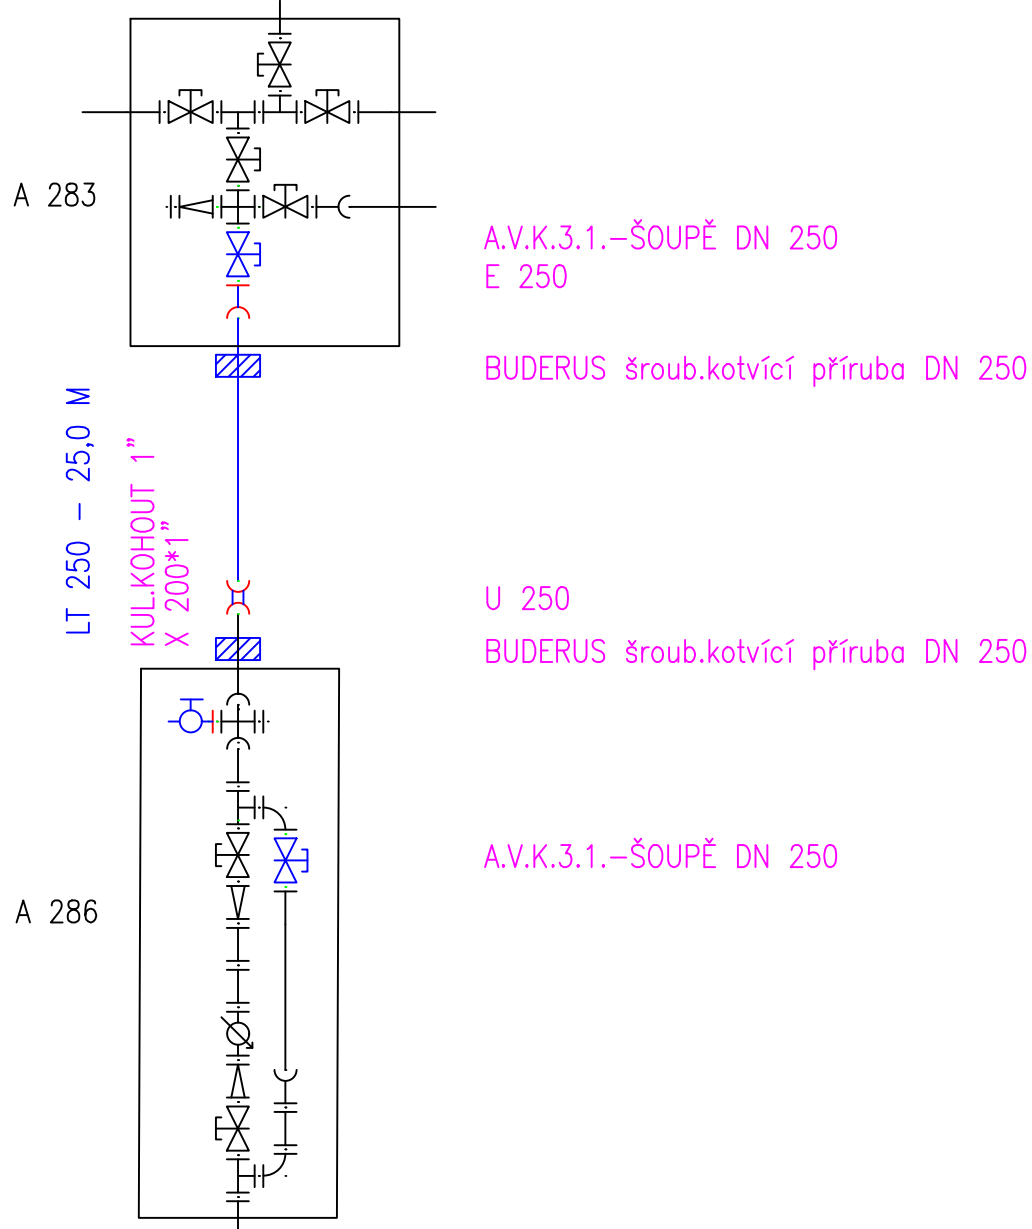 A 283
A.V.K.3.1.-ŠOUPĚ DN 250
E 250
BUDERUS šroub.kotvící příruba DN 250
LT 250 - 25,0 M
KUL.KOHOUT 1"
X 200*1"
U 250
BUDERUS šroub.kotvící příruba DN 250
A.V.K.3.1.-ŠOUPĚ DN 250
A 286